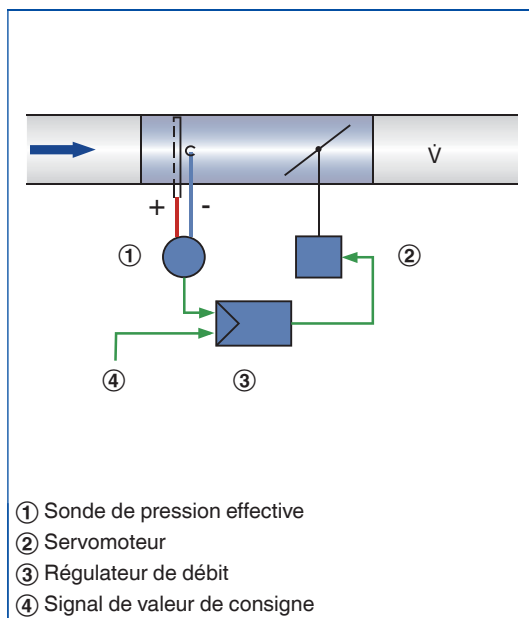 V̇
+ -
① ②
④ ③
① Sonde de pression effective
② Servomoteur
③ Régulateur de débit
④ Signal de valeur de consigne